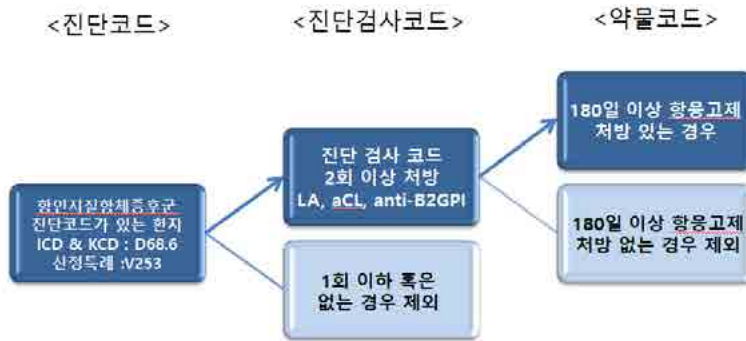 <진단코드>
<진단검사코드>
<약물코드>
항인지질항체증후군
진단코드가 있는 환자
ICD & KCD : D68.6
산정특례 :V253
진단 검사 코드
2회 이상 처방
LA, aCL, anti-B2GPI
1회 이하 혹은
없는 경우 제외
180일 이상 항응고제
처방 있는 경우
180일 이상 항응고제
처방 없는 경우 제외